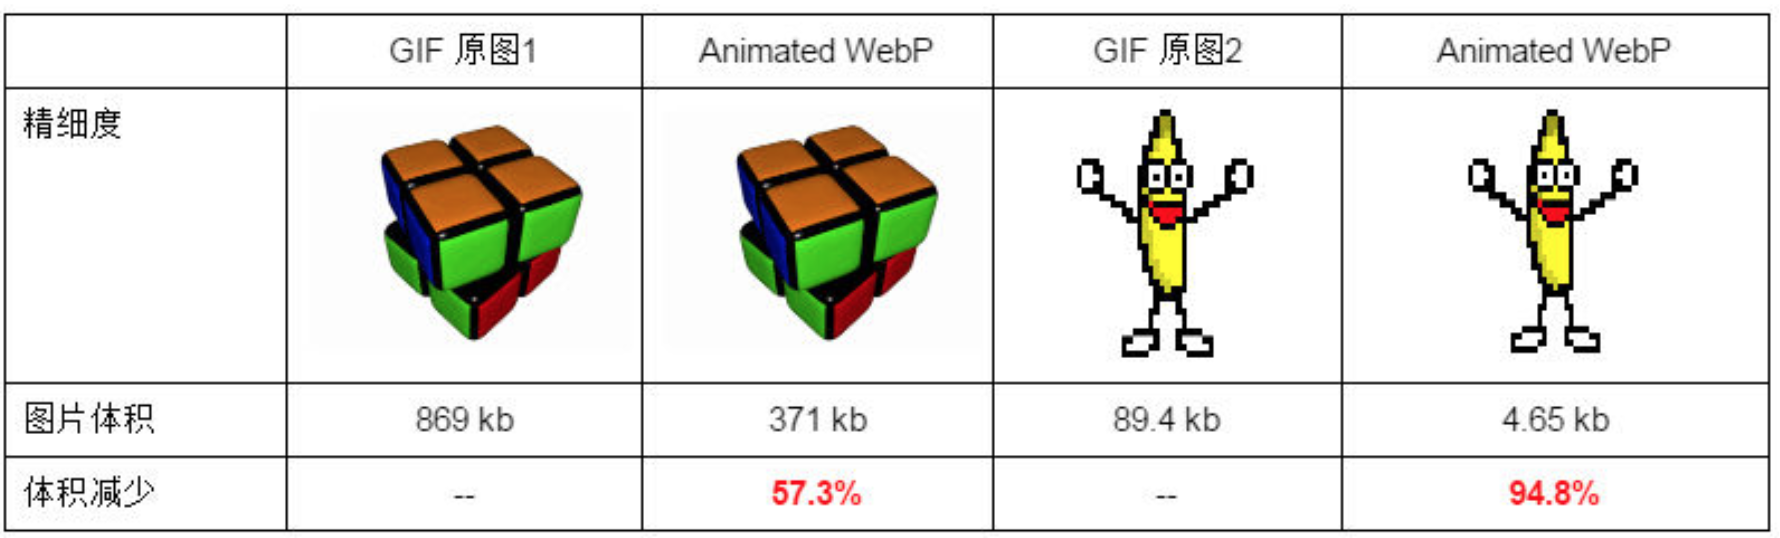 GIF 原图1 Animated WebP GIF 原图2 Animated WebP
精细度
图片体积 869 kb 371 kb 89.4 kb 4.65 kb
体积减少 -- 57.3% -- 94.8%